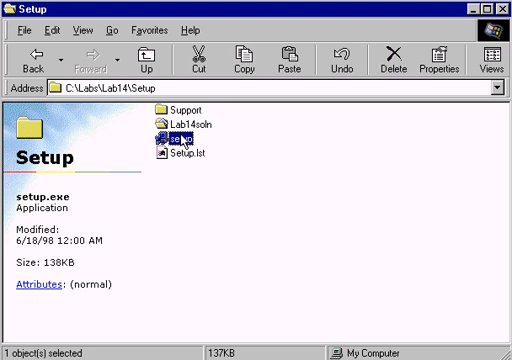 Setup
File Edit View Go Favorites Help
Back Forward Up Cut Copy Paste Undo Delete Properties Views
Address C:\Labs\Lab14\Setup
Support
Lab14soln
setup
Setup.lst
Setup
setup.exe
Application
Modified:
6/18/98 12:00 AM
Size: 138KB
Attributes: (normal)
1 object(s) selected 137KB My Computer